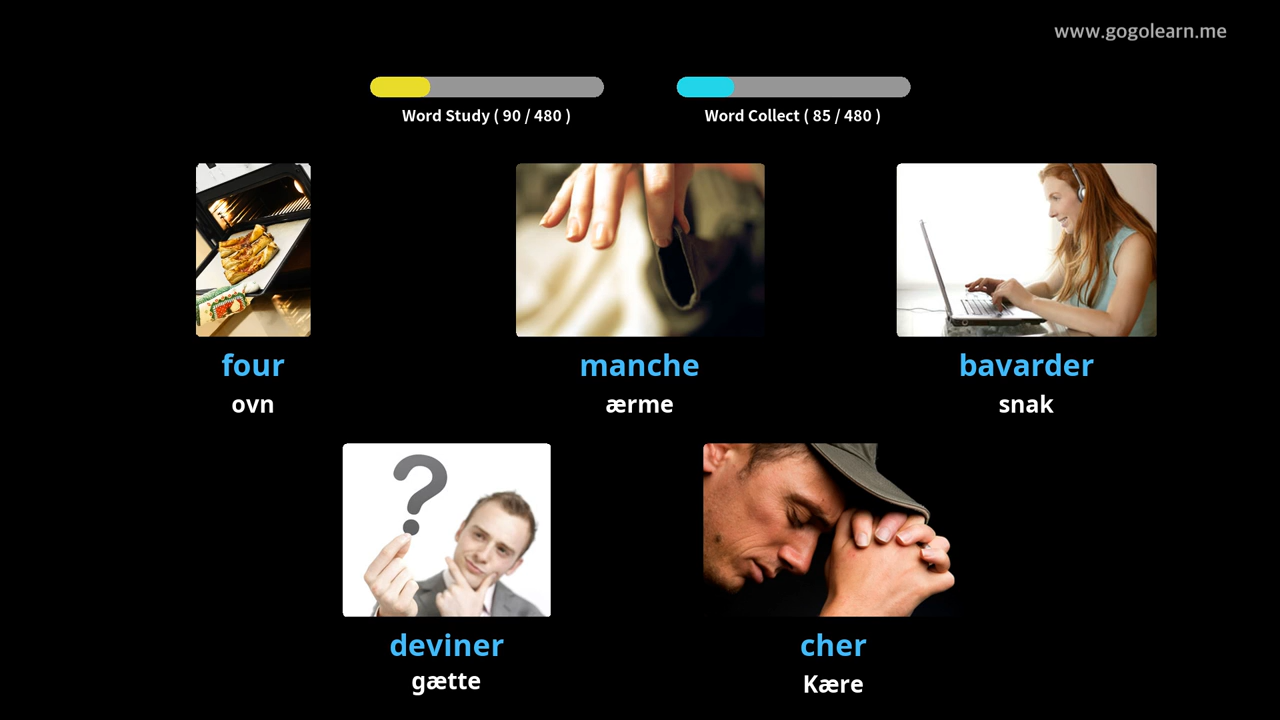 www.gogolearn.me
Word Study ( 90 / 480 )
Word Collect ( 85 / 480 )
four
ovn
manche
ærme
bavarder
snak
deviner
gætte
cher
Kære